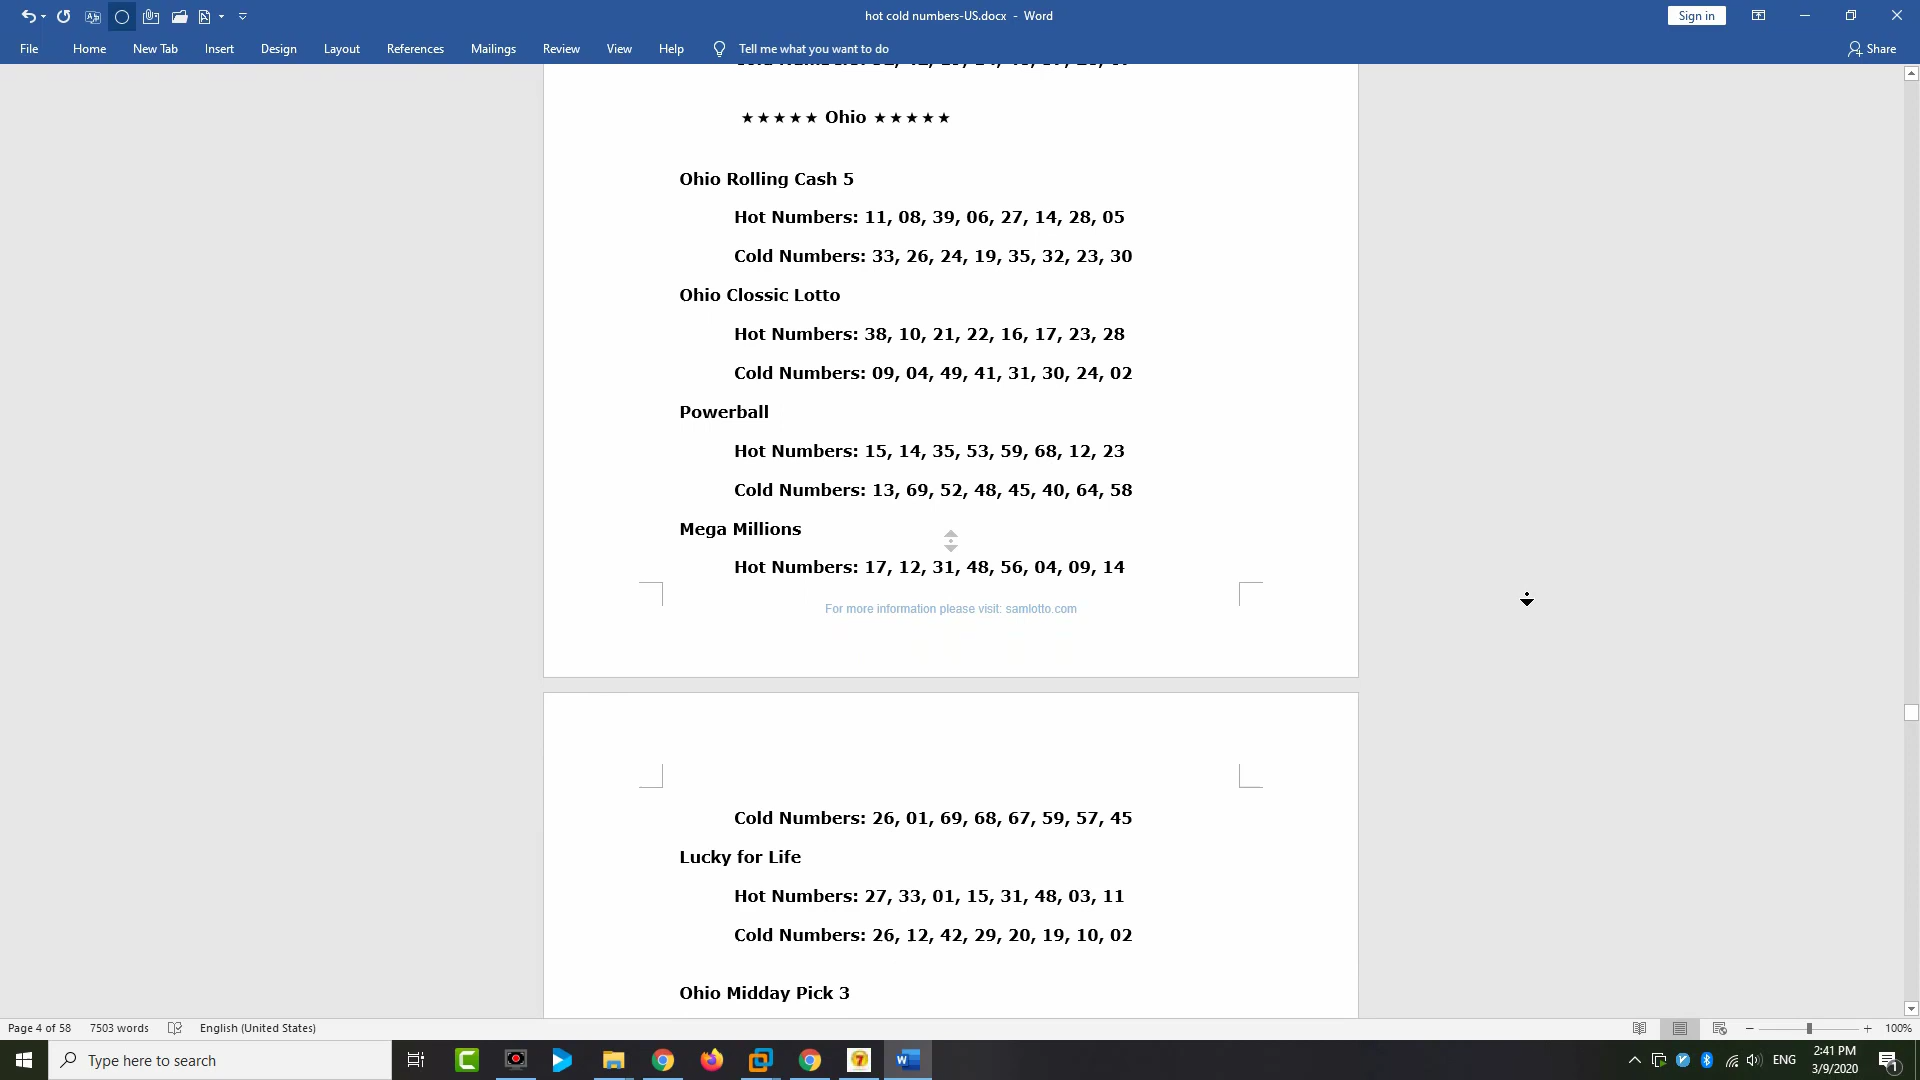 hot cold numbers-US.docx - Word
Sign in
File Home New Tab Insert Design Layout References Mailings Review View Help Tell me what you want to do Share
★★★★★ Ohio ★★★★★
Ohio Rolling Cash 5
Hot Numbers: 11, 08, 39, 06, 27, 14, 28, 05
Cold Numbers: 33, 26, 24, 19, 35, 32, 23, 30
Ohio Clossic Lotto
Hot Numbers: 38, 10, 21, 22, 16, 17, 23, 28
Cold Numbers: 09, 04, 49, 41, 31, 30, 24, 02
Powerball
Hot Numbers: 15, 14, 35, 53, 59, 68, 12, 23
Cold Numbers: 13, 69, 52, 48, 45, 40, 64, 58
Mega Millions
Hot Numbers: 17, 12, 31, 48, 56, 04, 09, 14
For more information please visit: samlotto.com
Cold Numbers: 26, 01, 69, 68, 67, 59, 57, 45
Lucky for Life
Hot Numbers: 27, 33, 01, 15, 31, 48, 03, 11
Cold Numbers: 26, 12, 42, 29, 20, 19, 10, 02
Ohio Midday Pick 3
Page 4 of 58 7503 words English (United States) 100%
Type here to search
ENG
2:41 PM
3/9/2020